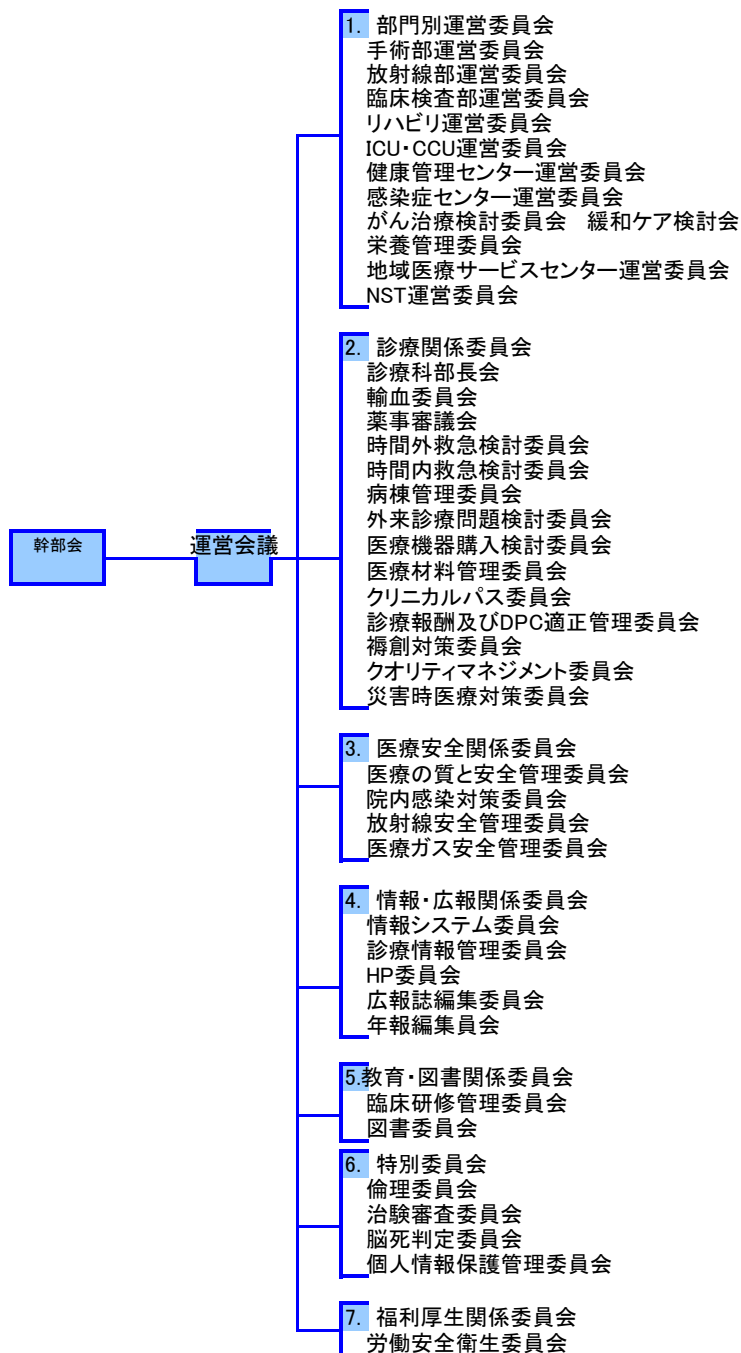 幹部会
運営会議
1. 部門別運営委員会
手術部運営委員会
放射線部運営委員会
臨床検査部運営委員会
リハビリ運営委員会
ICU・CCU運営委員会
健康管理センター運営委員会
感染症センター運営委員会
がん治療検討委員会　緩和ケア検討会
栄養管理委員会
地域医療サービスセンター運営委員会
NST運営委員会
2. 診療関係委員会
診療科部長会
輸血委員会
薬事審議会
時間外救急検討委員会
時間内救急検討委員会
病棟管理委員会
外来診療問題検討委員会
医療機器購入検討委員会
医療材料管理委員会
クリニカルパス委員会
診療報酬及びDPC適正管理委員会
褥創対策委員会
クオリティマネジメント委員会
災害時医療対策委員会
3. 医療安全関係委員会
医療の質と安全管理委員会
院内感染対策委員会
放射線安全管理委員会
医療ガス安全管理委員会
4. 情報・広報関係委員会
情報システム委員会
診療情報管理委員会
HP委員会
広報誌編集委員会
年報編集員会
5.教育・図書関係委員会
臨床研修管理委員会
図書委員会
6. 特別委員会
倫理委員会
治験審査委員会
脳死判定委員会
個人情報保護管理委員会
7. 福利厚生関係委員会
労働安全衛生委員会